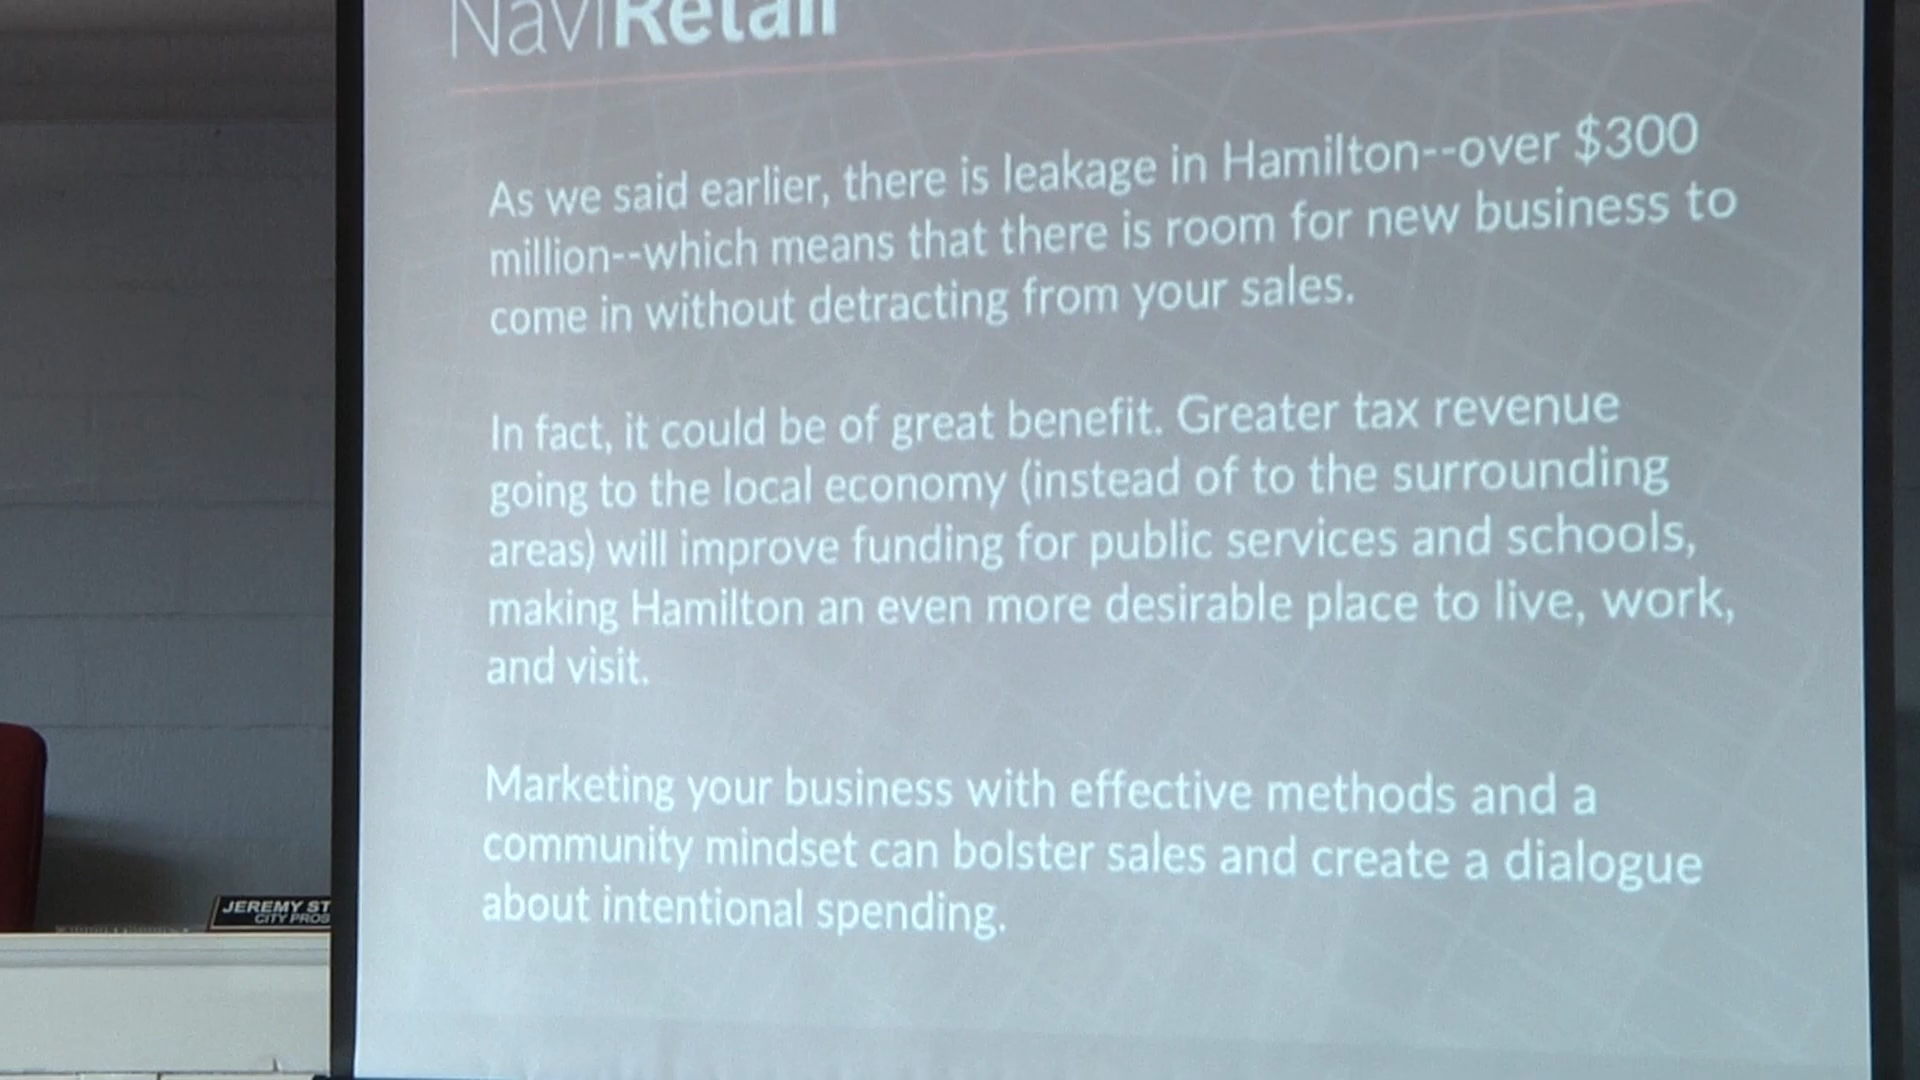 NaviRetail
As we said earlier, there is leakage in Hamilton--over $300
million--which means that there is room for new business to
come in without detracting from your sales.
In fact, it could be of great benefit. Greater tax revenue
going to the local economy (instead of to the surrounding
areas) will improve funding for public services and schools,
making Hamilton an even more desirable place to live, work,
and visit.
Marketing your business with effective methods and a
community mindset can bolster sales and create a dialogue
about intentional spending.
JEREMY ST
CITY PROS